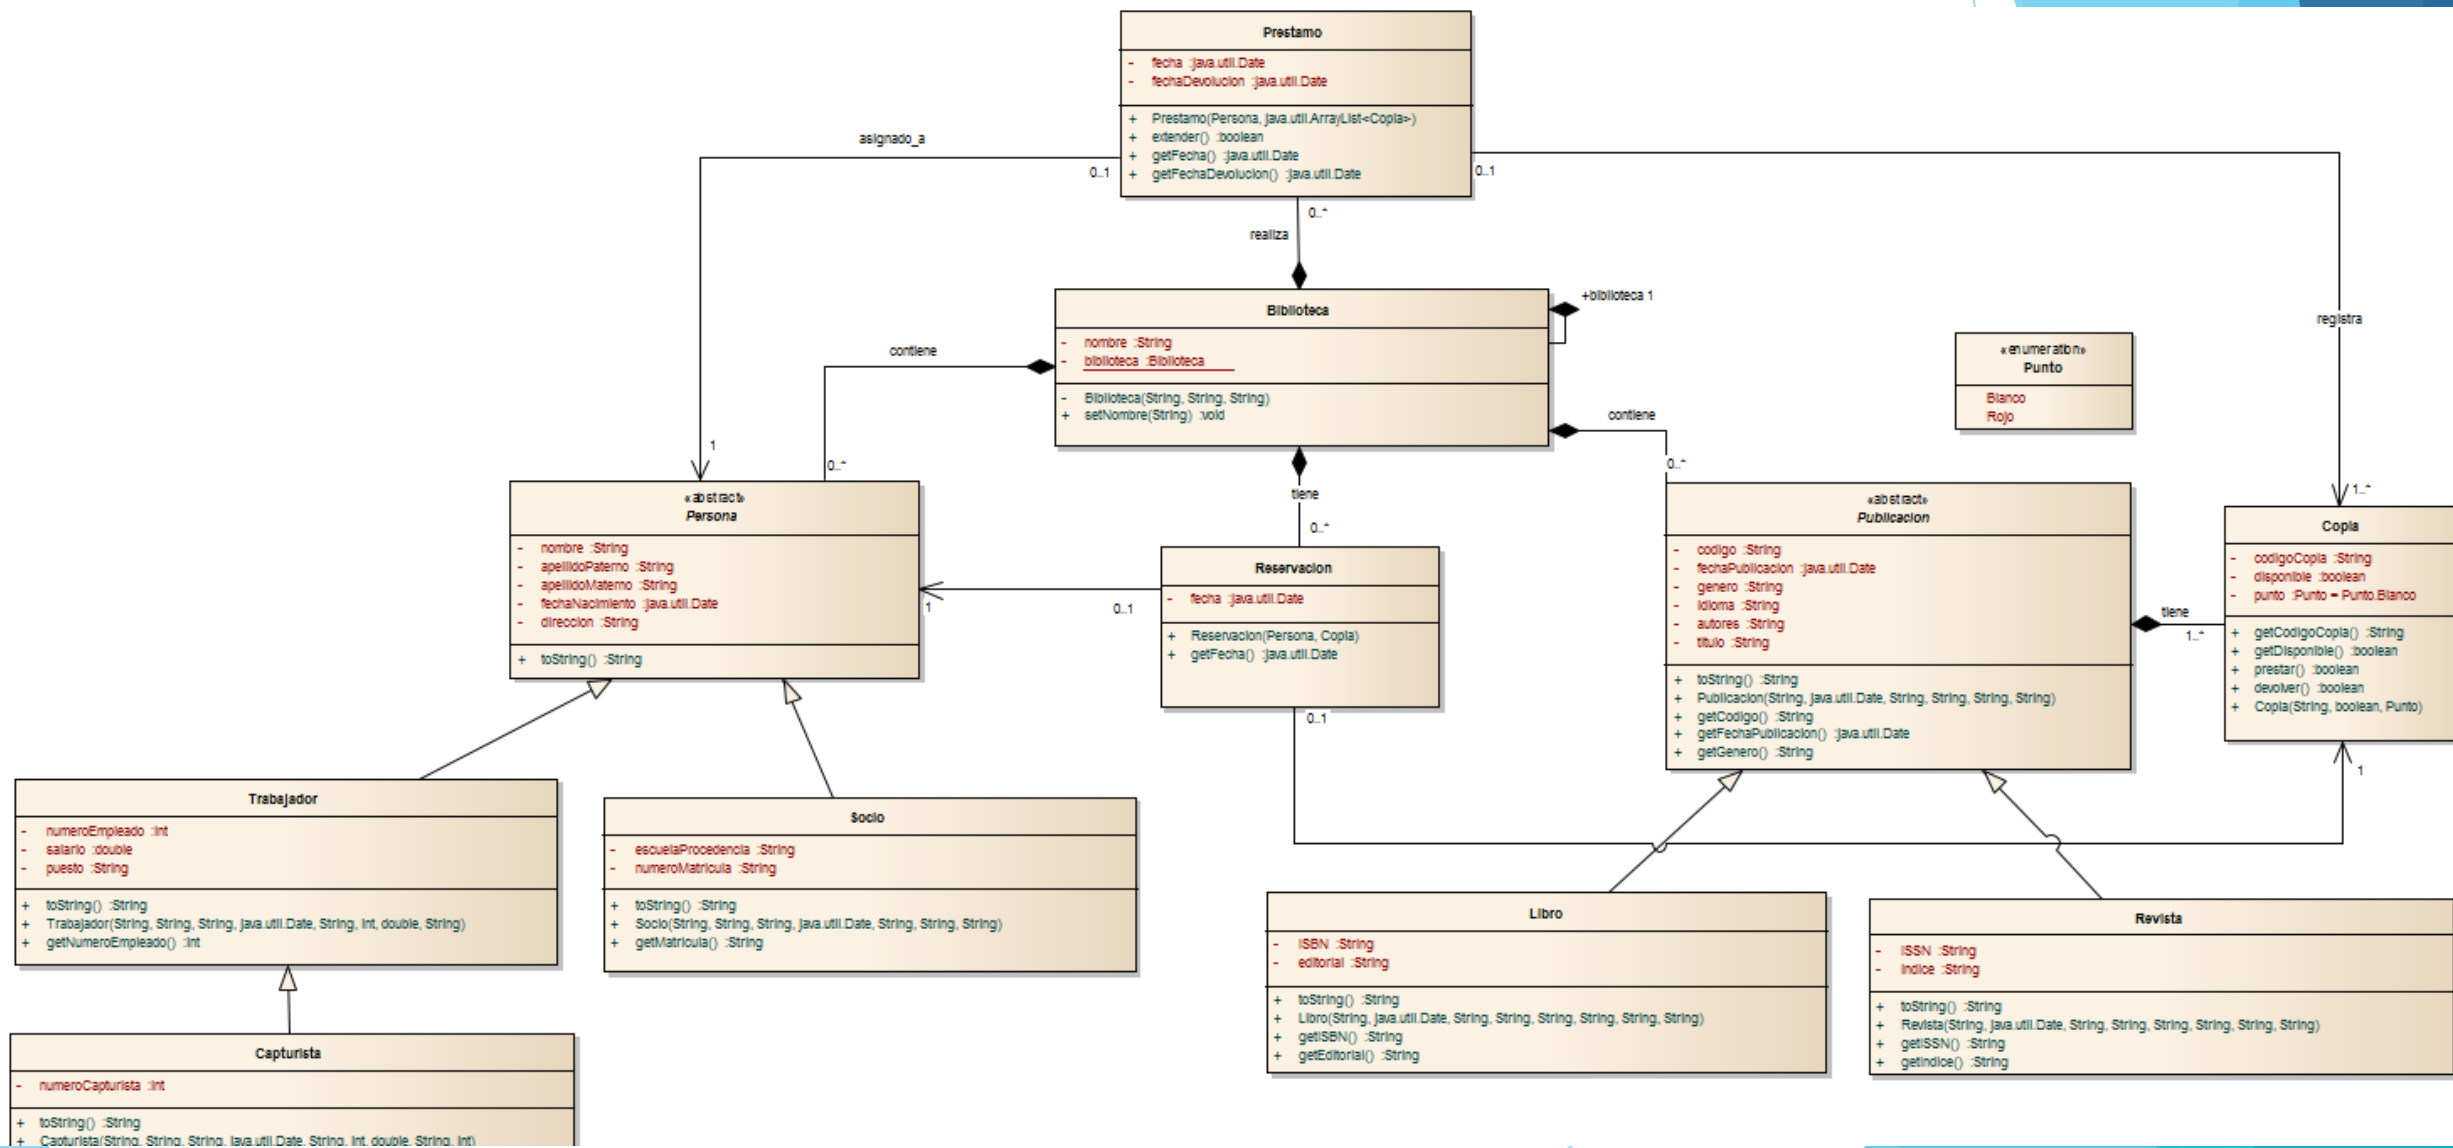 Prestamo
- fecha :java.util.Date
- fechaDevolucion :java.util.Date
+ Prestamo(Persona, java.util.ArrayList<Copia>)
+ extender() :boolean
+ getFecha() :java.util.Date
+ getFechaDevolucion() :java.util.Date
asignado_a
0..1
0..1
0..*
realiza
Biblioteca
- nombre :String
- biblioteca :Biblioteca
- Biblioteca(String, String, String)
+ setNombre(String) :void
+biblioteca 1
registra
«enumeration»
Punto
Blanco
Rojo
contiene
contiene
1
0..*
tiene
0..*
0..*
1..*
«abstract»
Persona
- nombre :String
- apellidoPaterno :String
- apellidoMaterno :String
- fechaNacimiento :java.util.Date
- direccion :String
+ toString() :String
1
0..1
Reservacion
- fecha :java.util.Date
+ Reservacion(Persona, Copia)
+ getFecha() :java.util.Date
0..1
«abstract»
Publicacion
- codigo :String
- fechaPublicacion :java.util.Date
- genero :String
- idioma :String
- autores :String
- titulo :String
+ toString() :String
+ Publicacion(String, java.util.Date, String, String, String, String)
+ getCodigo() :String
+ getFechaPublicacion() :java.util.Date
+ getGenero() :String
tiene
1..*
Copia
- codigoCopia :String
- disponible :boolean
- punto :Punto = Punto.Blanco
+ getCodigoCopia() :String
+ getDisponible() :boolean
+ prestar() :boolean
+ devolver() :boolean
+ Copia(String, boolean, Punto)
1
Trabajador
- numeroEmpleado :int
- salario :double
- puesto :String
+ toString() :String
+ Trabajador(String, String, String, java.util.Date, String, int, double, String)
+ getNumeroEmpleado() :int
Socio
- escuelaProcedencia :String
- numeroMatricula :String
+ toString() :String
+ Socio(String, String, String, java.util.Date, String, String, String)
+ getMatricula() :String
Libro
- ISBN :String
- editorial :String
+ toString() :String
+ Libro(String, java.util.Date, String, String, String, String, String, String)
+ getISBN() :String
+ getEditorial() :String
Revista
- ISSN :String
- indice :String
+ toString() :String
+ Revista(String, java.util.Date, String, String, String, String, String, String)
+ getISSN() :String
+ getIndice() :String
Capturista
- numeroCapturista :int
+ toString() :String
+ Capturista(String, String, String, java.util.Date, String, int, double, String, int)